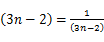 (3n − 2) = 1/(3n−2)